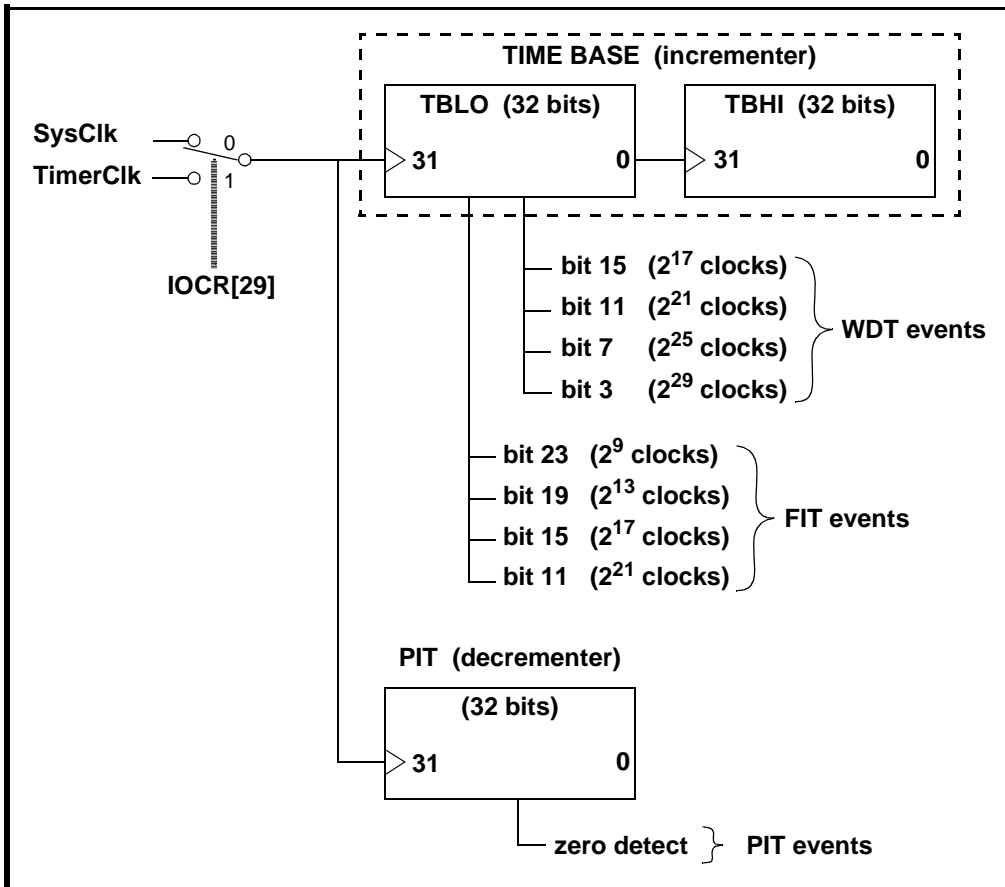 TIME BASE (incrementer)
TBLO (32 bits)
TBHI (32 bits)
SysClk
0
31
0
31
0
TimerClk
1
IOCR[29]
bit 15 (2^17 clocks)
bit 11 (2^21 clocks)
bit 7 (2^25 clocks)
bit 3 (2^29 clocks)
WDT events
bit 23 (2^9 clocks)
bit 19 (2^13 clocks)
bit 15 (2^17 clocks)
bit 11 (2^21 clocks)
FIT events
PIT (decrementer)
(32 bits)
31
0
zero detect
PIT events